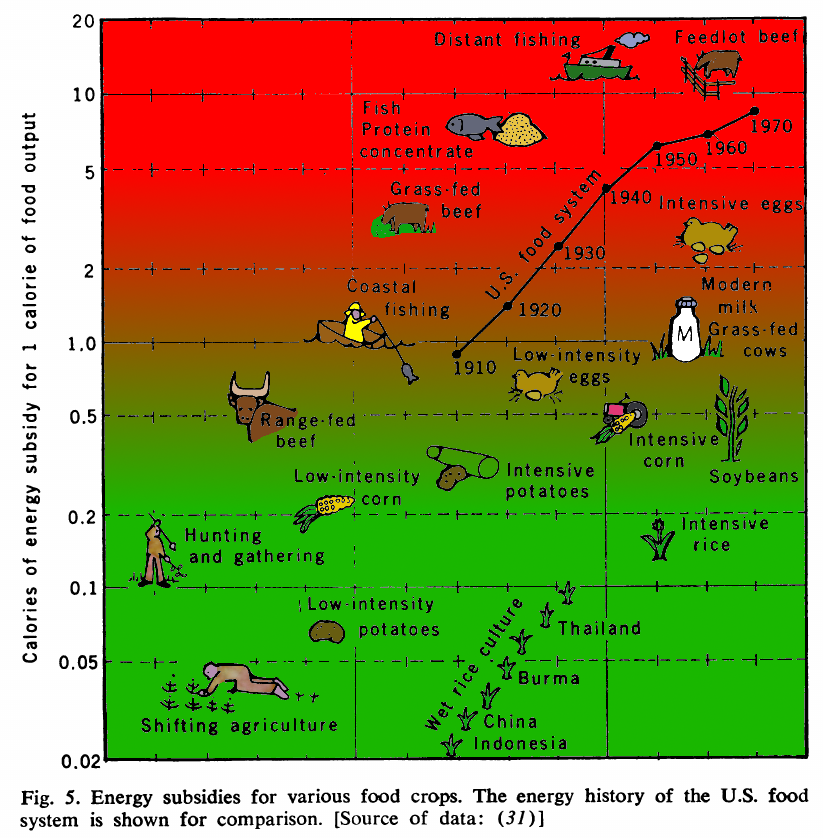 20
Distant fishing
Feedlot beef
10
Fish
Protein
concentrate
1970
1960
1950
5
Grass-fed
beef
U.S. food system
1940
Intensive eggs
1930
2
Coastal
fishing
1920
Modern
milk
Grass-fed
cows
M
1.0
1910
Low-intensity
eggs
0.5
Range-fed
beef
Intensive
corn
Soybeans
Low-intensity
corn
Intensive
potatoes
0.2
Hunting
and gathering
Intensive
rice
0.1
Low-intensity
potatoes
Wet rice culture
Thailand
0.05
Burma
Shifting agriculture
China
Indonesia
0.02
Calories of energy subsidy for 1 calorie of food output
Fig. 5. Energy subsidies for various food crops. The energy history of the U.S. food
system is shown for comparison. [Source of data: (31)]